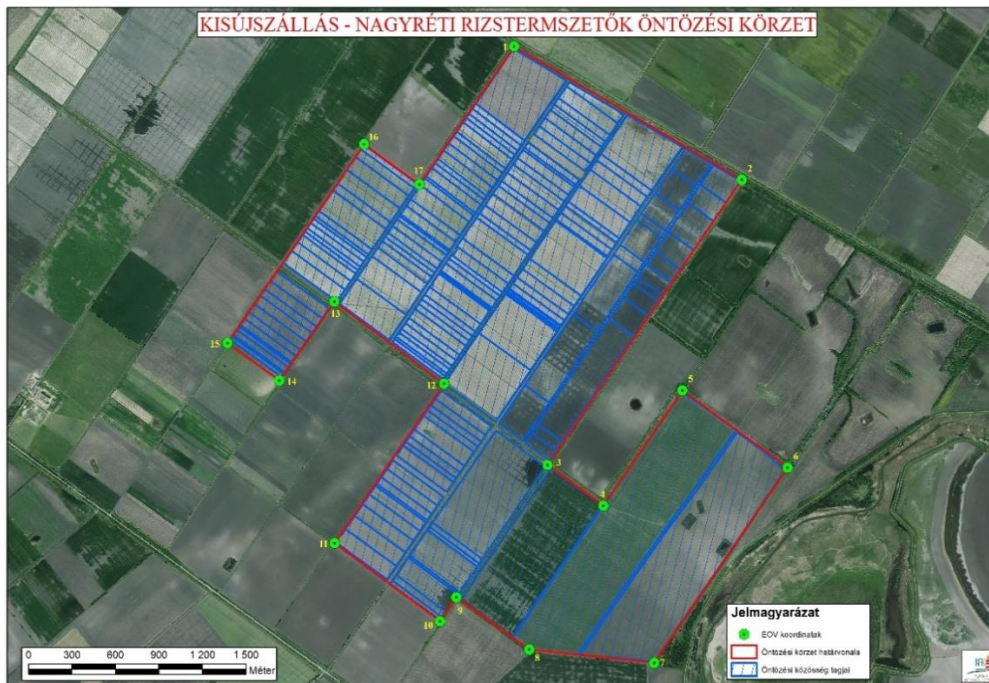 KISÚJSZÁLLÁS - NAGYRÉTI RIZSTERMSZETŐK ÖNTÖZÉSI KÖRZET
1
2
16
17
5
13
15
14
12
3
6
4
11
9
10
8
7
Jelmagyarázat
EOV koordinatak
Öntözési körzet határvonala
Öntözési közösség tagjai
0 300 600 900 1 200 1 500
Méter